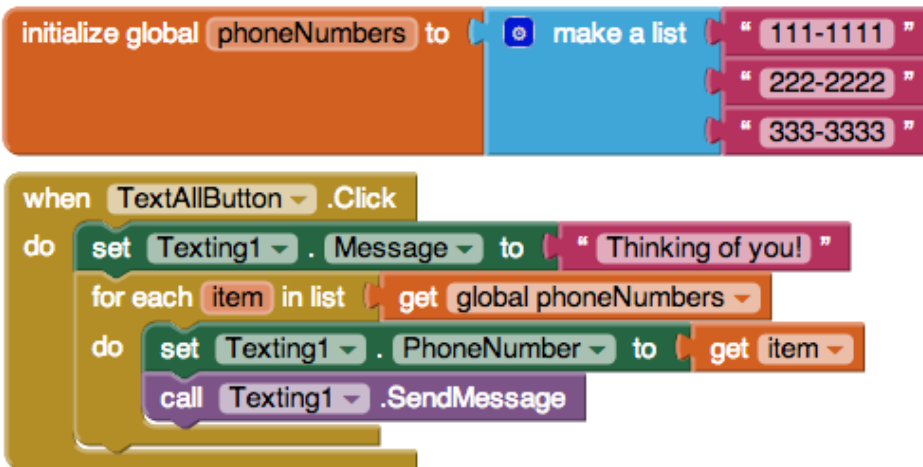 initialize global phoneNumbers to make a list " 111-1111 "
" 222-2222 "
" 333-3333 "
when TextAllButton .Click
do set Texting1 . Message to " Thinking of you! "
for each item in list get global phoneNumbers
do set Texting1 . PhoneNumber to get item
call Texting1 .SendMessage